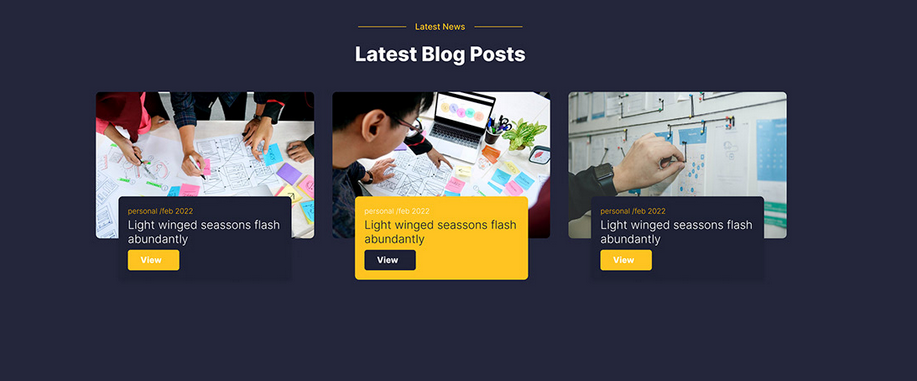 Latest News
Latest Blog Posts
personal /feb 2022
Light winged seassons flash
abundantly
View
personal /feb 2022
Light winged seassons flash
abundantly
View
personal /feb 2022
Light winged seassons flash
abundantly
View